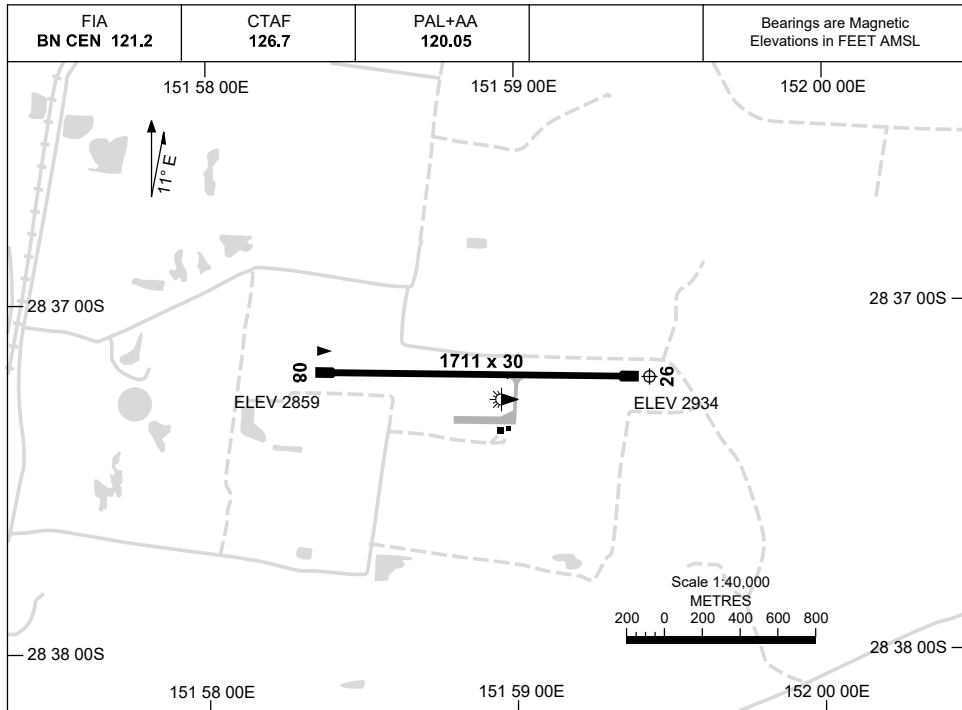 FIA
BN CEN 121.2
CTAF
126.7
PAL+AA
120.05
Bearings are Magnetic
Elevations in FEET AMSL
151 58 00E
151 59 00E
152 00 00E
11° E
28 37 00S
28 37 00S
1711 x 30
08
26
ELEV 2859
ELEV 2934
Scale 1:40,000
METRES
200 0 200 400 600 800
28 38 00S
28 38 00S
151 58 00E
151 59 00E
152 00 00E